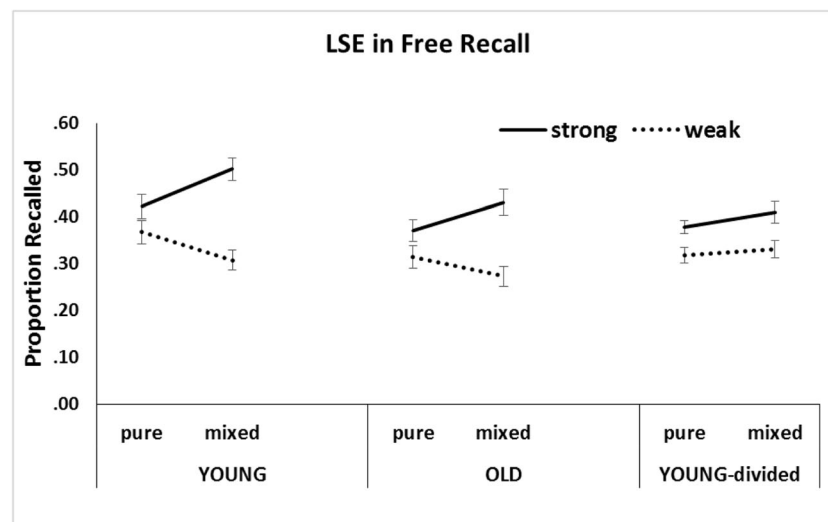 LSE in Free Recall
strong weak
Proportion Recalled
.60
.50
.40
.30
.20
.10
.00
pure mixed pure mixed pure mixed
YOUNG OLD YOUNG-divided